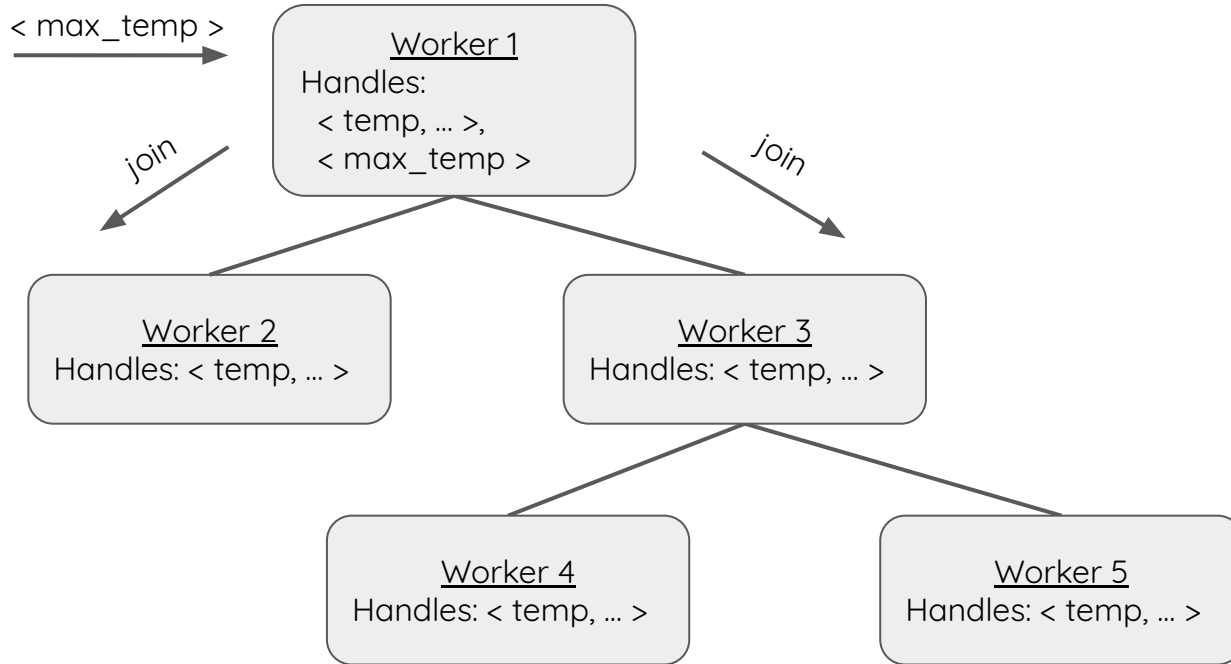 < max_temp >
Worker 1
Handles:
< temp, ... >,
< max_temp >
join
join
Worker 2
Handles: < temp, ... >
Worker 3
Handles: < temp, ... >
Worker 4
Handles: < temp, ... >
Worker 5
Handles: < temp, ... >